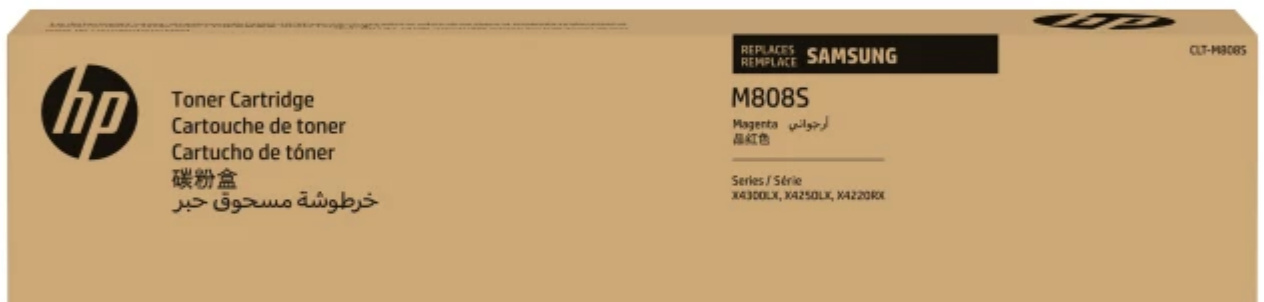 hp
hp
Toner Cartridge
Cartouche de toner
Cartucho de tóner
碳粉盒
خرطوشة مسحوق حبر
REPLACES
REMPLACE
SAMSUNG
M808S
Magenta أرجواني
品紅色
Series / Série
X4300LX, X4250LX, X4220RX
CLT-M808S